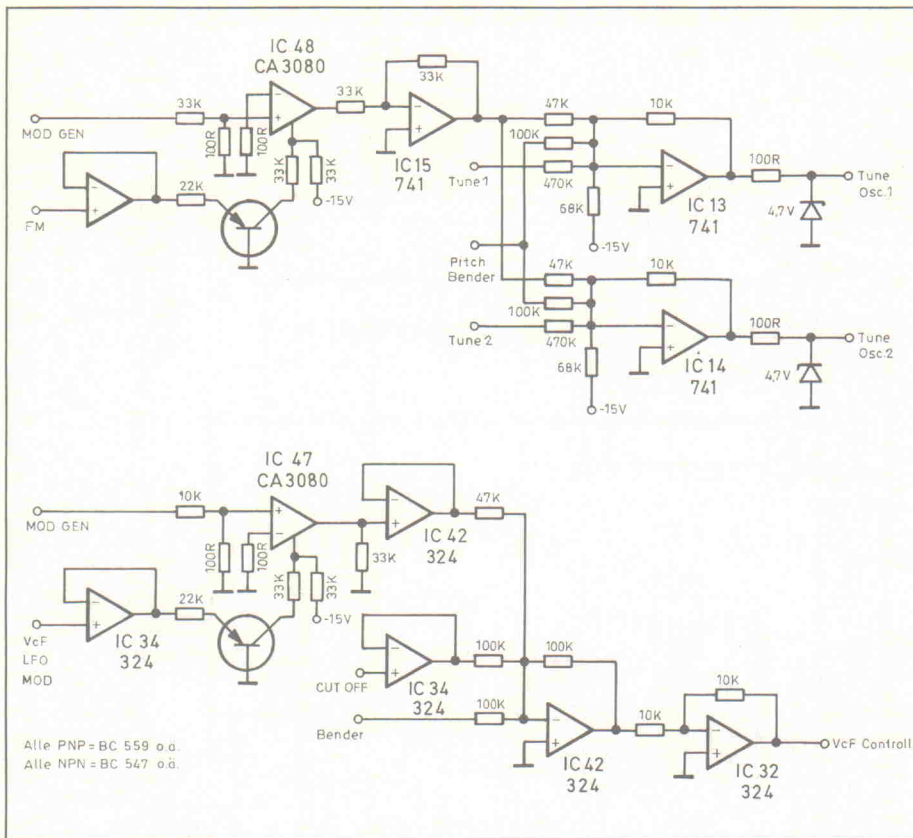 IC 48
CA3080
MOD GEN
33K
100R
100R
33K
33K
-15V
FM
22K
33K
33K
IC15
741
47K
100K
Tune 1
470K
68K
-15V
10K
IC 13
741
100R
4,7V
Tune
Osc.1
Pitch
Bender
47K
100K
Tune 2
470K
68K
-15V
10K
IC 14
741
100R
4,7V
Tune
Osc.2
IC 47
CA3080
MOD GEN
10K
100R
100R
33K
33K
-15V
VcF
LFO
MOD
IC 34
324
22K
33K
IC 42
324
47K
CUT OFF
IC 34
324
100K
100K
Bender
100K
IC 42
324
10K
10K
IC 32
324
VcF Controll
Alle PNP = BC 559 o.ä.
Alle NPN = BC 547 o.ä.